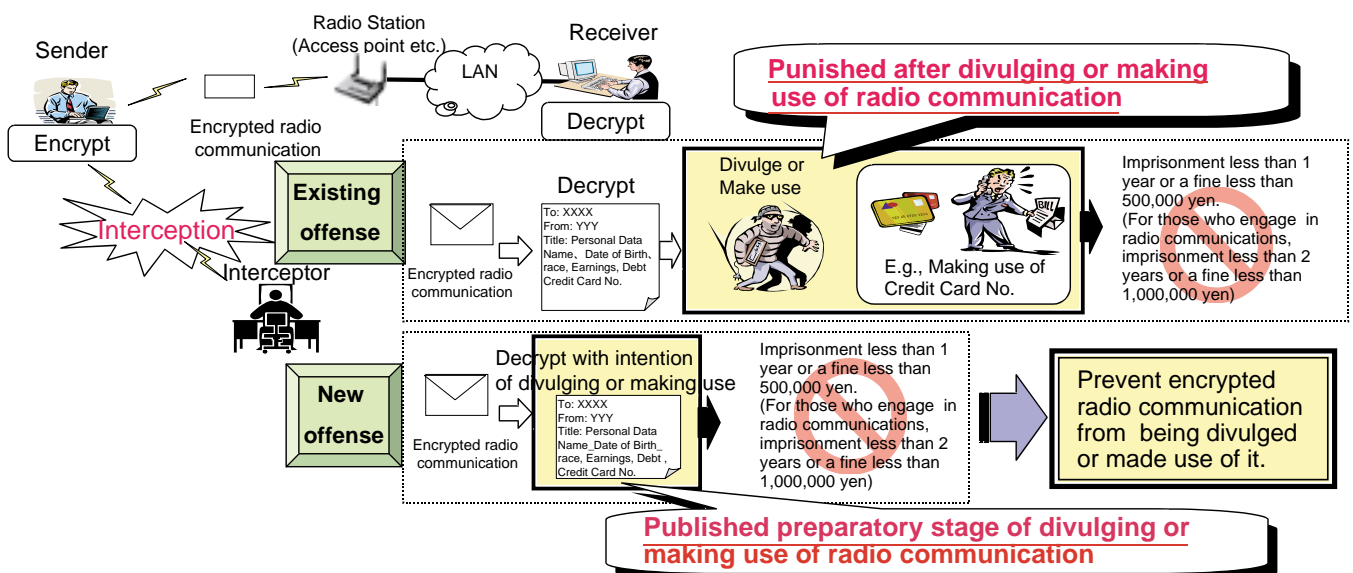 Sender
Radio Station
(Access point etc.)
Receiver
LAN
Encrypt
Encrypted radio
communication
Decrypt
Punished after divulging or making
use of radio communication
Interception
Interceptor
Existing
offense
Encrypted radio
communication
Decrypt
To: XXXX
From: YYY
Title: Personal Data
Name、Date of Birth、
race, Earnings, Debt
Credit Card No.
Divulge or
Make use
BILL
E.g., Making use of
Credit Card No.
Imprisonment less than 1
year or a fine less than
500,000 yen.
(For those who engage in
radio communications,
imprisonment less than 2
years or a fine less than
1,000,000 yen)
New
offense
Encrypted radio
communication
Decrypt with intention
of divulging or making use
To: XXXX
From: YYY
Title: Personal Data
Name_Date of Birth_
race, Earnings, Debt ,
Credit Card No.
Imprisonment less than 1
year or a fine less than
500,000 yen.
(For those who engage in
radio communications,
imprisonment less than 2
years or a fine less than
1,000,000 yen)
Prevent encrypted
radio communication
from being divulged
or made use of it.
Published preparatory stage of divulging or
making use of radio communication